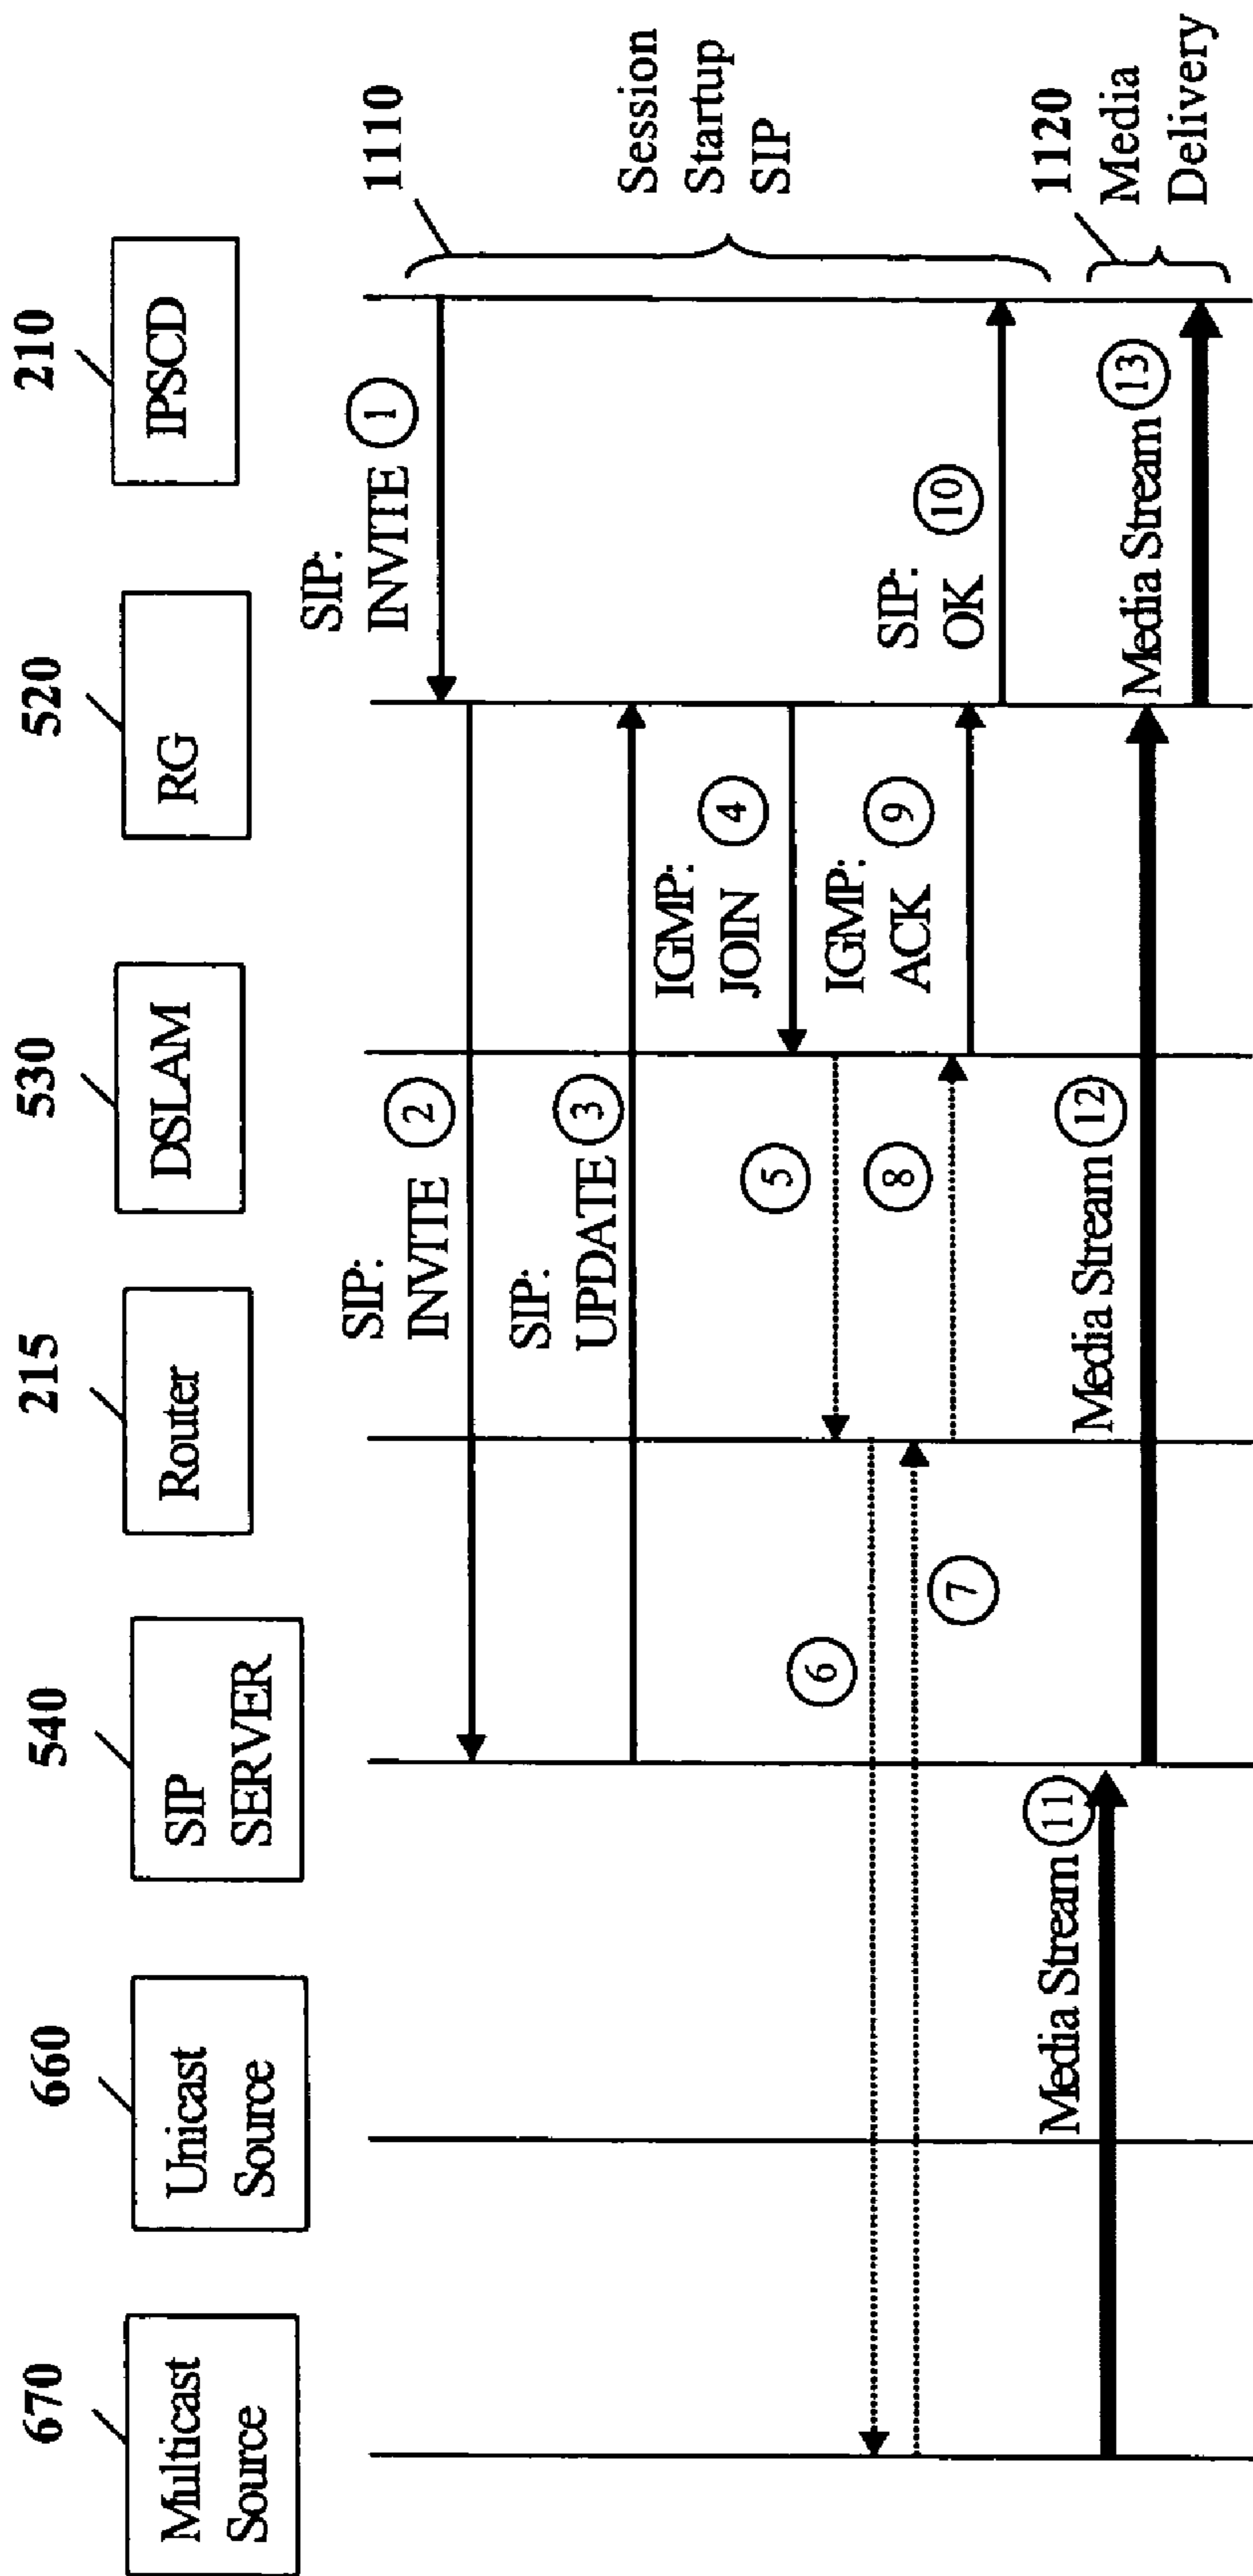 670
660
540
215
530
520
210
Multicast
Source
Unicast
Source
SIP
SERVER
Router
DSLAM
RG
IPSCD
1110
SIP:
INVITE 1
SIP:
INVITE 2
SIP:
UPDATE 3
Session
Startup
SIP
IGMP:
JOIN 4
5
6
IGMP:
ACK 9
8
7
SIP:
OK 10
1120
Media
Delivery
Media Stream 11
Media Stream 12
Media Stream 13